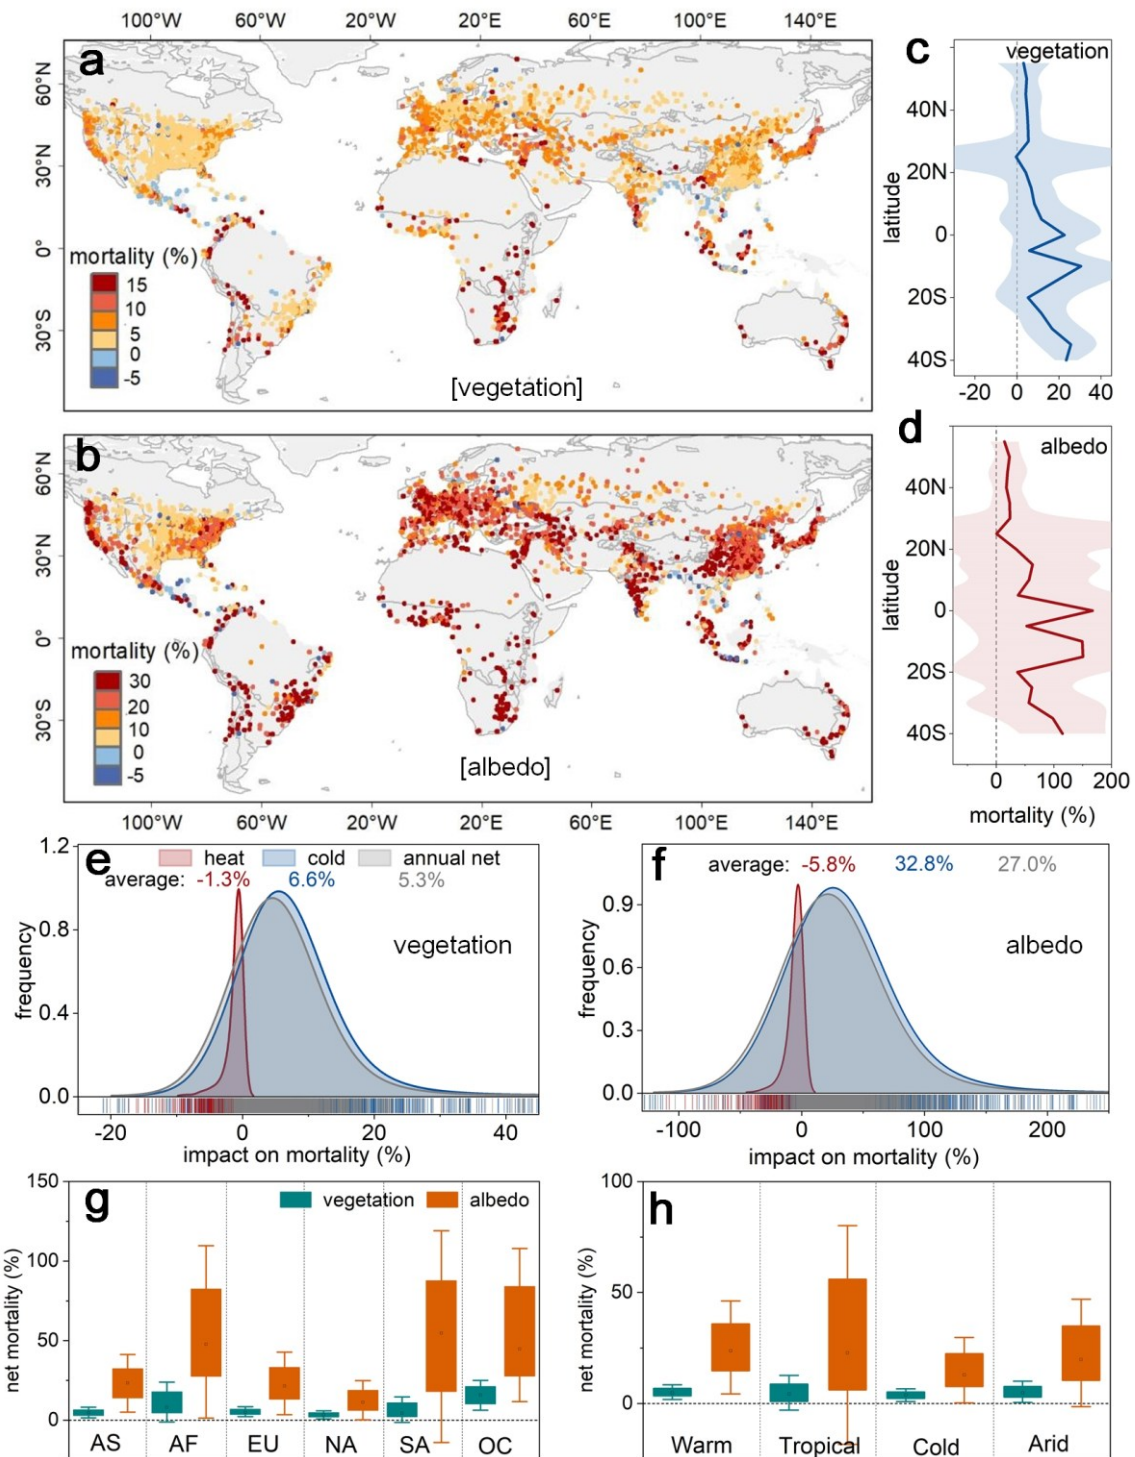 100°W 60°W 20°W 20°E 60°E 100°E 140°E
a
60°N
30°N
0°
30°S
mortality (%)
15
10
5
0
-5
[vegetation]
c
vegetation
latitude
40N
20N
0
20S
40S
-20 0 20 40
b
60°N
30°N
0°
30°S
mortality (%)
30
20
10
0
-5
[albedo]
100°W 60°W 20°W 20°E 60°E 100°E 140°E
d
albedo
latitude
40N
20N
0
20S
40S
0 100 200
mortality (%)
e
heat cold annual net
average: -1.3% 6.6% 5.3%
vegetation
frequency
1.2
0.8
0.4
0.0
-20 0 20 40
impact on mortality (%)
f
average: -5.8% 32.8% 27.0%
albedo
frequency
0.9
0.6
0.3
0.0
-100 0 100 200
impact on mortality (%)
g
vegetation albedo
net mortality (%)
150
100
50
0
AS AF EU NA SA OC
h
net mortality (%)
100
50
0
Warm Tropical Cold Arid